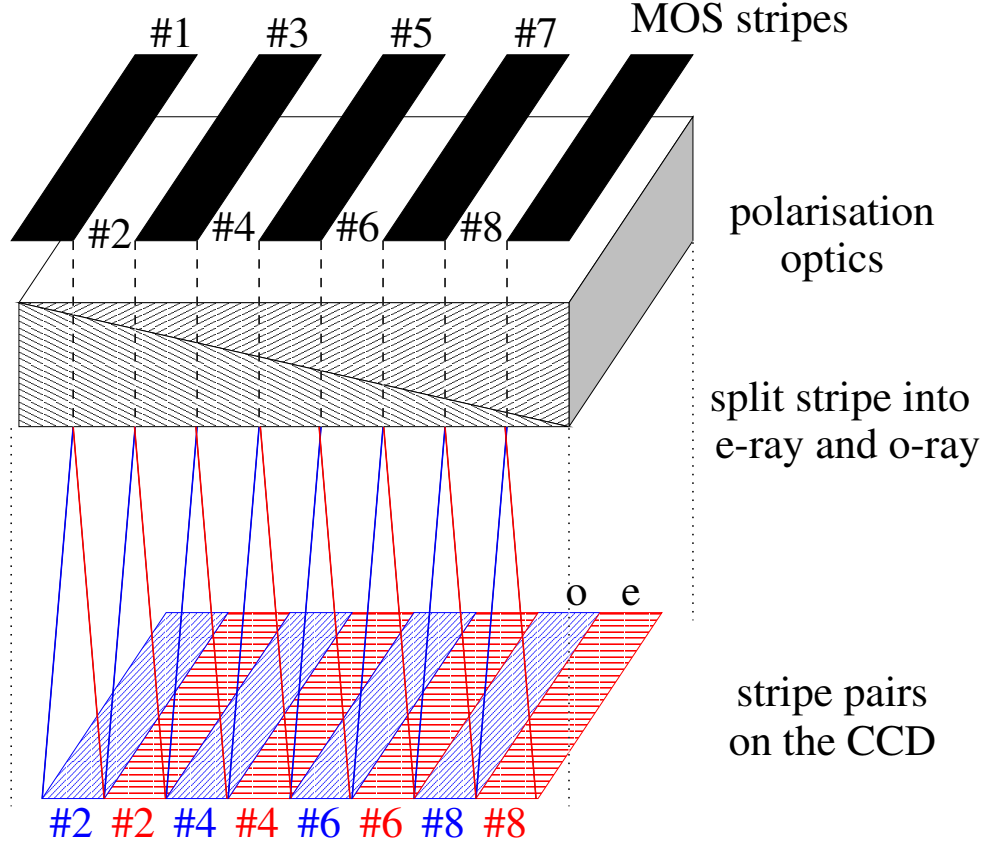 MOS stripes
#1 #3 #5 #7
#2 #4 #6 #8
polarisation
optics
split stripe into
e-ray and o-ray
o e
stripe pairs
on the CCD
#2 #2 #4 #4 #6 #6 #8 #8